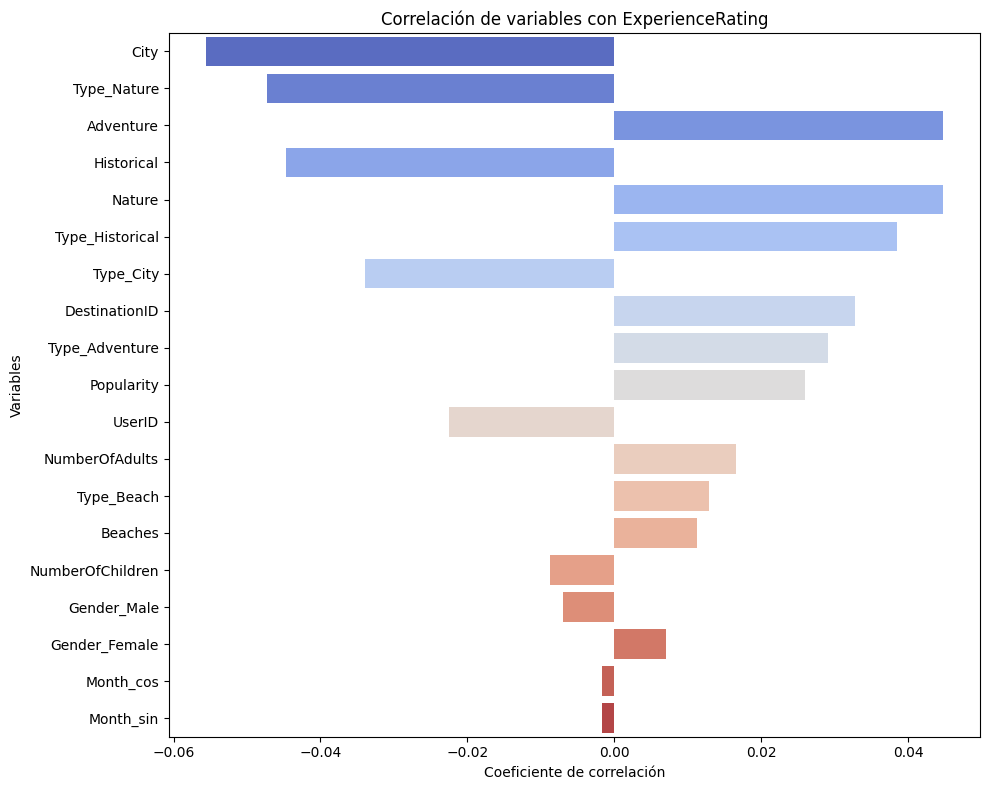 Correlación de variables con ExperienceRating
Variables
City
Type_Nature
Adventure
Historical
Nature
Type_Historical
Type_City
DestinationID
Type_Adventure
Popularity
UserID
NumberOfAdults
Type_Beach
Beaches
NumberOfChildren
Gender_Male
Gender_Female
Month_cos
Month_sin
−0.06 −0.04 −0.02 0.00 0.02 0.04
Coeficiente de correlación